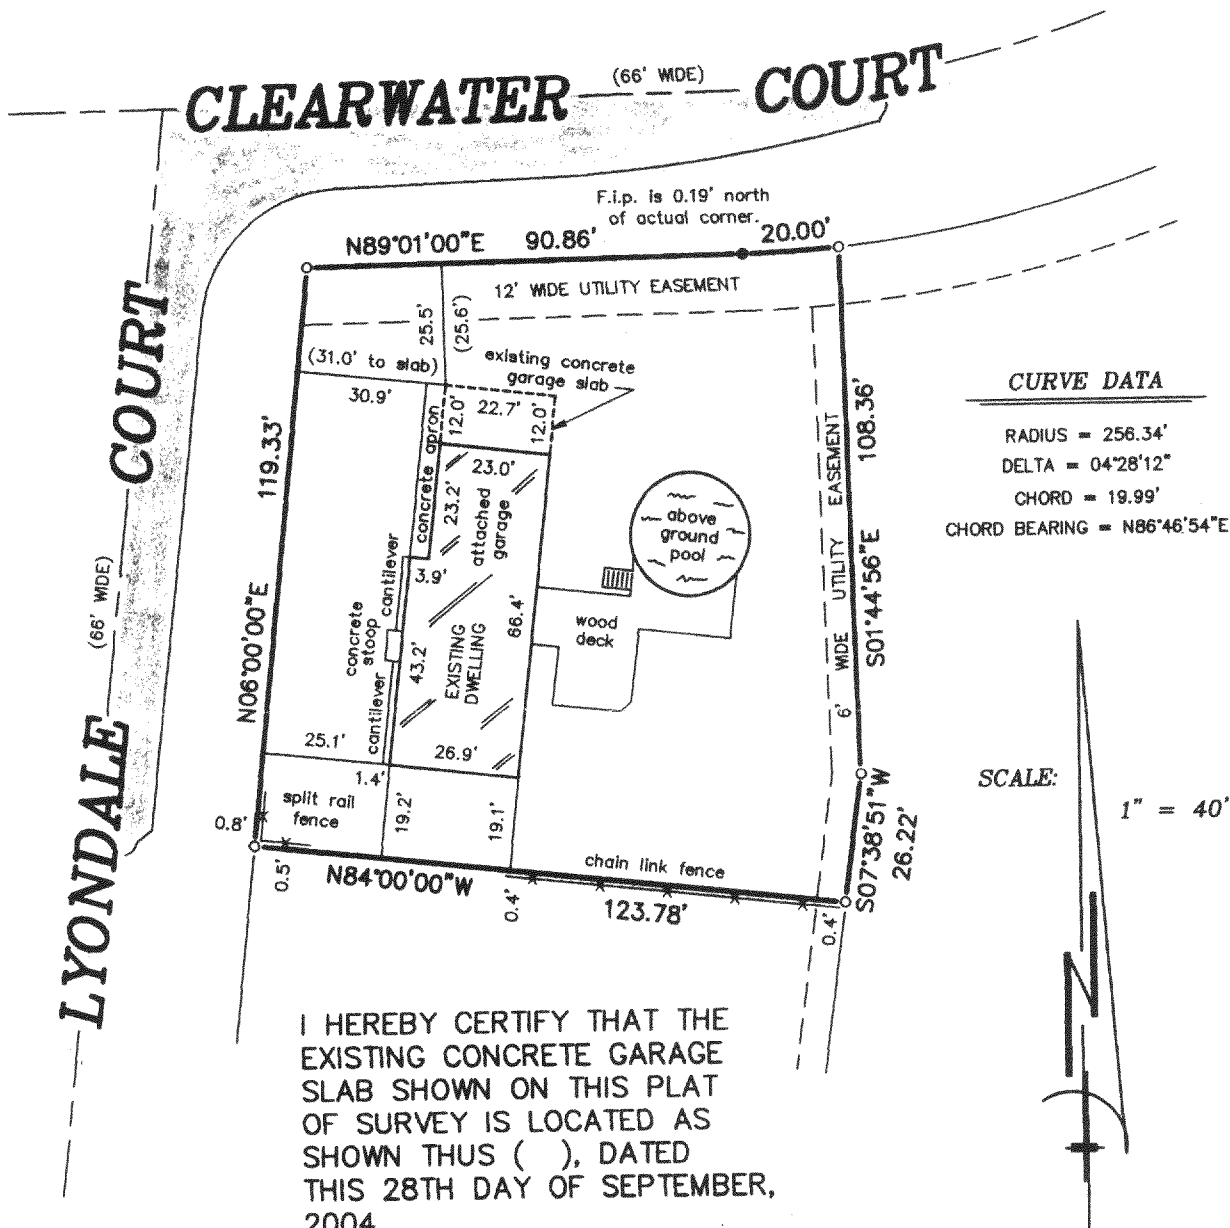 CLEARWATER (66' WIDE) COURT
F.i.p. is 0.19' north
of actual corner.
N89°01'00"E 90.86' 20.00'
12' WIDE UTILITY EASEMENT
25.5'
(25.6')
(31.0' to slab)
existing concrete
garage slab
30.9'
12.0'
22.7'
12.0'
concrete apron
23.0'
23.2'
attached
garage
above
ground
pool
3.9'
cantilever
concrete
stoop
wood
deck
86.4'
43.2'
EXISTING
DWELLING
cantilever
25.1'
26.9'
1.4'
split rail
fence
19.2'
19.1'
0.8'
0.5'
N84°00'00"W
chain link fence
0.4'
123.78'
0.4'
119.33'
N06°00'00"E
LYONDALE (66' WIDE) COURT
6' WIDE UTILITY EASEMENT
108.36'
S01°44'56"E
S07°38'51"W
26.22'
CURVE DATA
RADIUS = 256.34'
DELTA = 04°28'12"
CHORD = 19.99'
CHORD BEARING = N86°46'54"E
SCALE:
1" = 40'
N
I HEREBY CERTIFY THAT THE
EXISTING CONCRETE GARAGE
SLAB SHOWN ON THIS PLAT
OF SURVEY IS LOCATED AS
SHOWN THUS ( ), DATED
THIS 28TH DAY OF SEPTEMBER,
2004